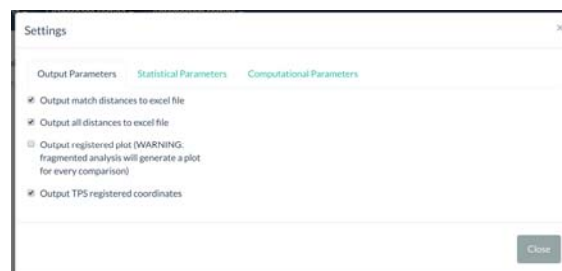 Settings
×
Output Parameters Statistical Parameters Computational Parameters
Output match distances to excel file
Output all distances to excel file
Output registered plot (WARNING.
fragmented analysis will generate a plot
for every comparison)
Output TPS registered coordinates
Close